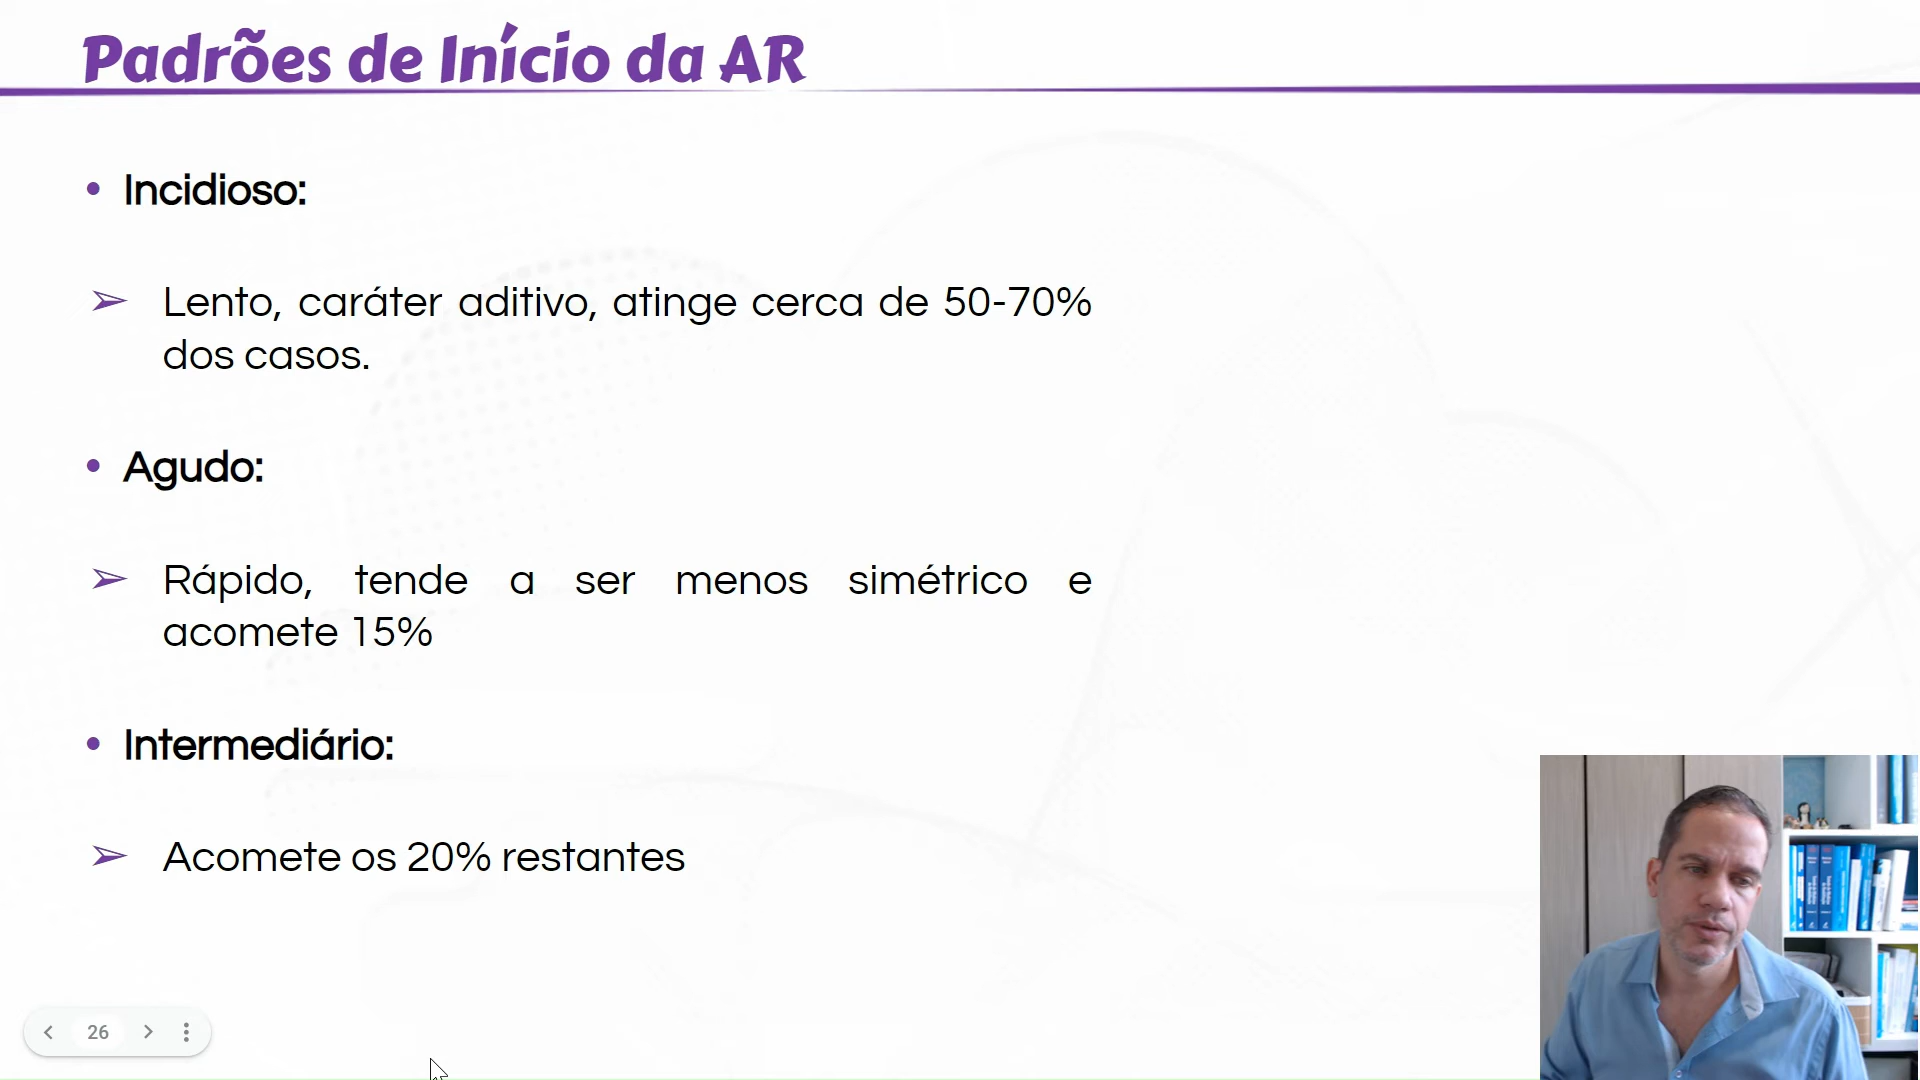 Padrões de Início da AR
• Incidioso:
➢ Lento, caráter aditivo, atinge cerca de 50-70%
dos casos.
• Agudo:
➢ Rápido, tende a ser menos simétrico e
acomete 15%
• Intermediário:
➢ Acomete os 20% restantes
26